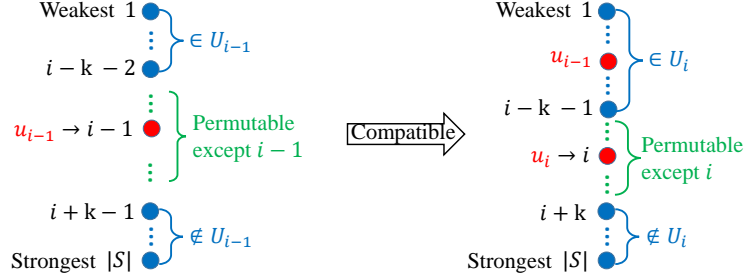 Weakest 1
∈ U_{i−1}
i − k − 2
u_{i−1} → i − 1
Permutable
except i − 1
i + k − 1
∉ U_{i−1}
Strongest |S|
Compatible
Weakest 1
u_{i−1}
∈ U_i
i − k − 1
u_i → i
Permutable
except i
i + k
∉ U_i
Strongest |S|